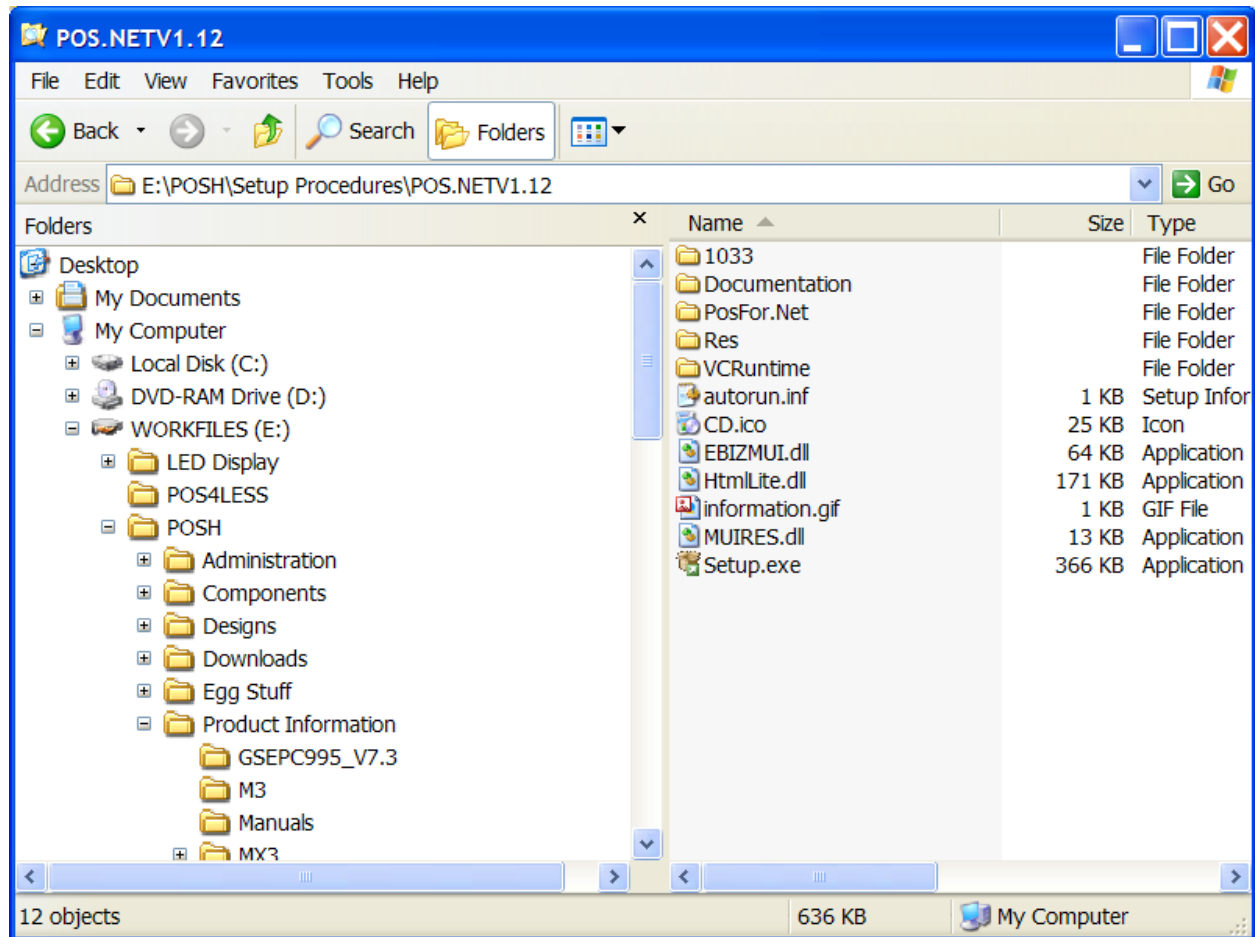 POS.NETV1.12
File Edit View Favorites Tools Help
Back Search Folders
Address E:\POSH\Setup Procedures\POS.NETV1.12 Go
Folders × Name Size Type
Desktop
My Documents
My Computer
Local Disk (C:)
DVD-RAM Drive (D:)
WORKFILES (E:)
LED Display
POS4LESS
POSH
Administration
Components
Designs
Downloads
Egg Stuff
Product Information
GSEPC995_V7.3
M3
Manuals
MX3
1033 File Folder
Documentation File Folder
PosFor.Net File Folder
Res File Folder
VCRuntime File Folder
autorun.inf 1 KB Setup Infor
CD.ico 25 KB Icon
EBIZMUI.dll 64 KB Application
HtmlLite.dll 171 KB Application
information.gif 1 KB GIF File
MUIRES.dll 13 KB Application
Setup.exe 366 KB Application
12 objects 636 KB My Computer